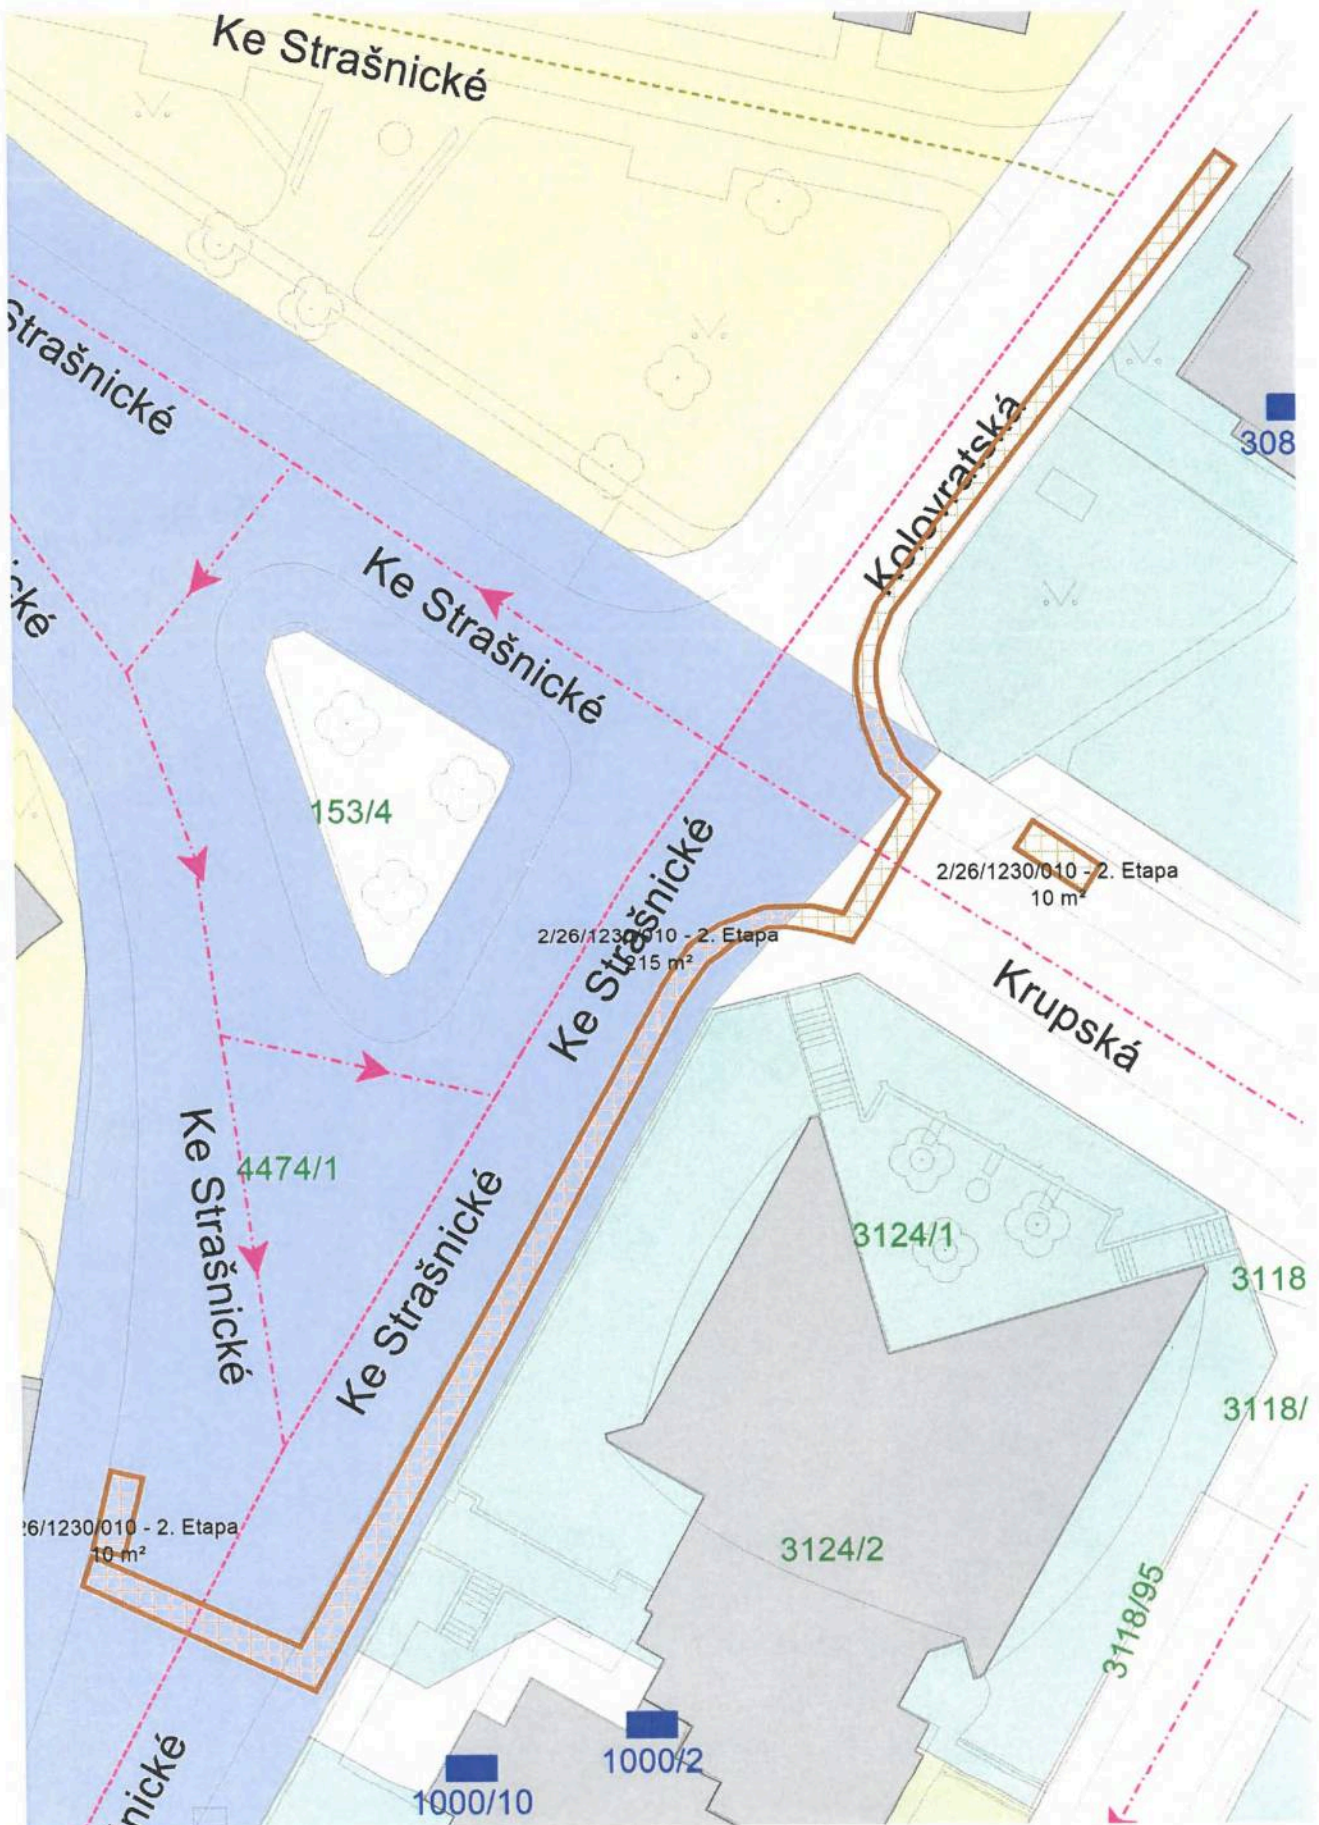 Ke Strašnické
Strašnické
Kolovratská
308
Ke Strašnické
cké
153/4
Ke Strašnické
2/26/1230/010 - 2. Etapa
10 m²
2/26/1230/010 - 2. Etapa
215 m²
Krupská
Ke Strašnické
4474/1
Ke Strašnické
3124/1
3118
3118/
26/1230/010 - 2. Etapa
10 m²
3124/2
3118/95
nické
1000/2
1000/10